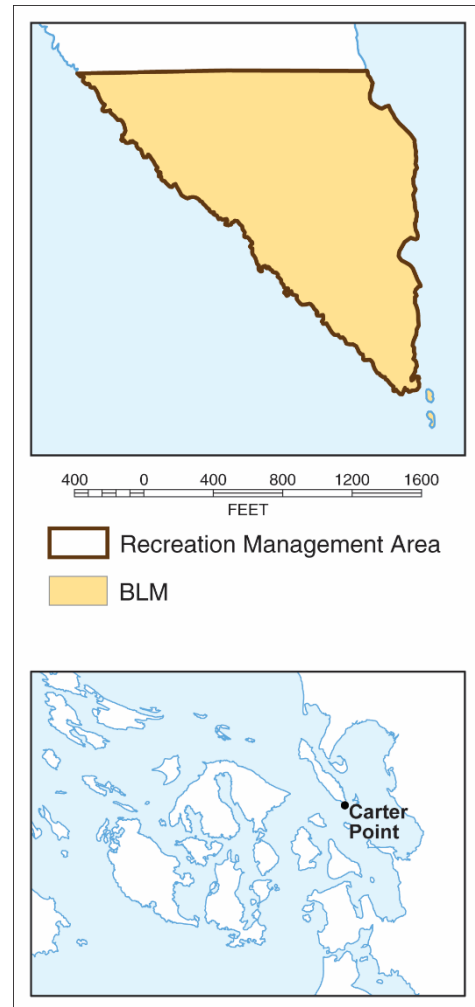 400 0 400 800 1200 1600
FEET
Recreation Management Area
BLM
Carter
Point